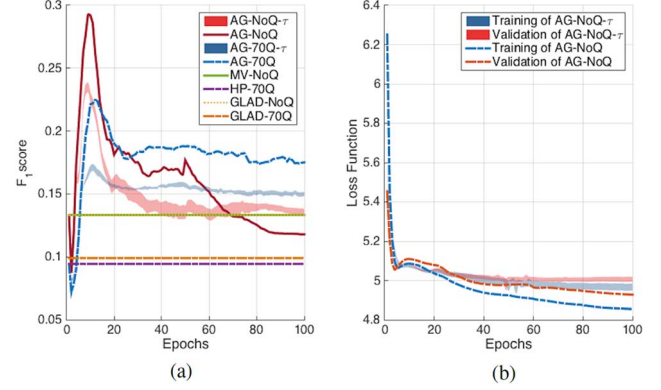 0.3
0.25
0.2
0.15
0.1
0.05
F1score
0 20 40 60 80 100
Epochs
AG-NoQ-τ
AG-NoQ
AG-70Q-τ
AG-70Q
MV-NoQ
HP-70Q
GLAD-NoQ
GLAD-70Q
(a)
6.4
6.2
6
5.8
5.6
5.4
5.2
5
4.8
Loss Function
0 20 40 60 80 100
Epochs
Training of AG-NoQ-τ
Validation of AG-NoQ-τ
Training of AG-NoQ
Validation of AG-NoQ
(b)